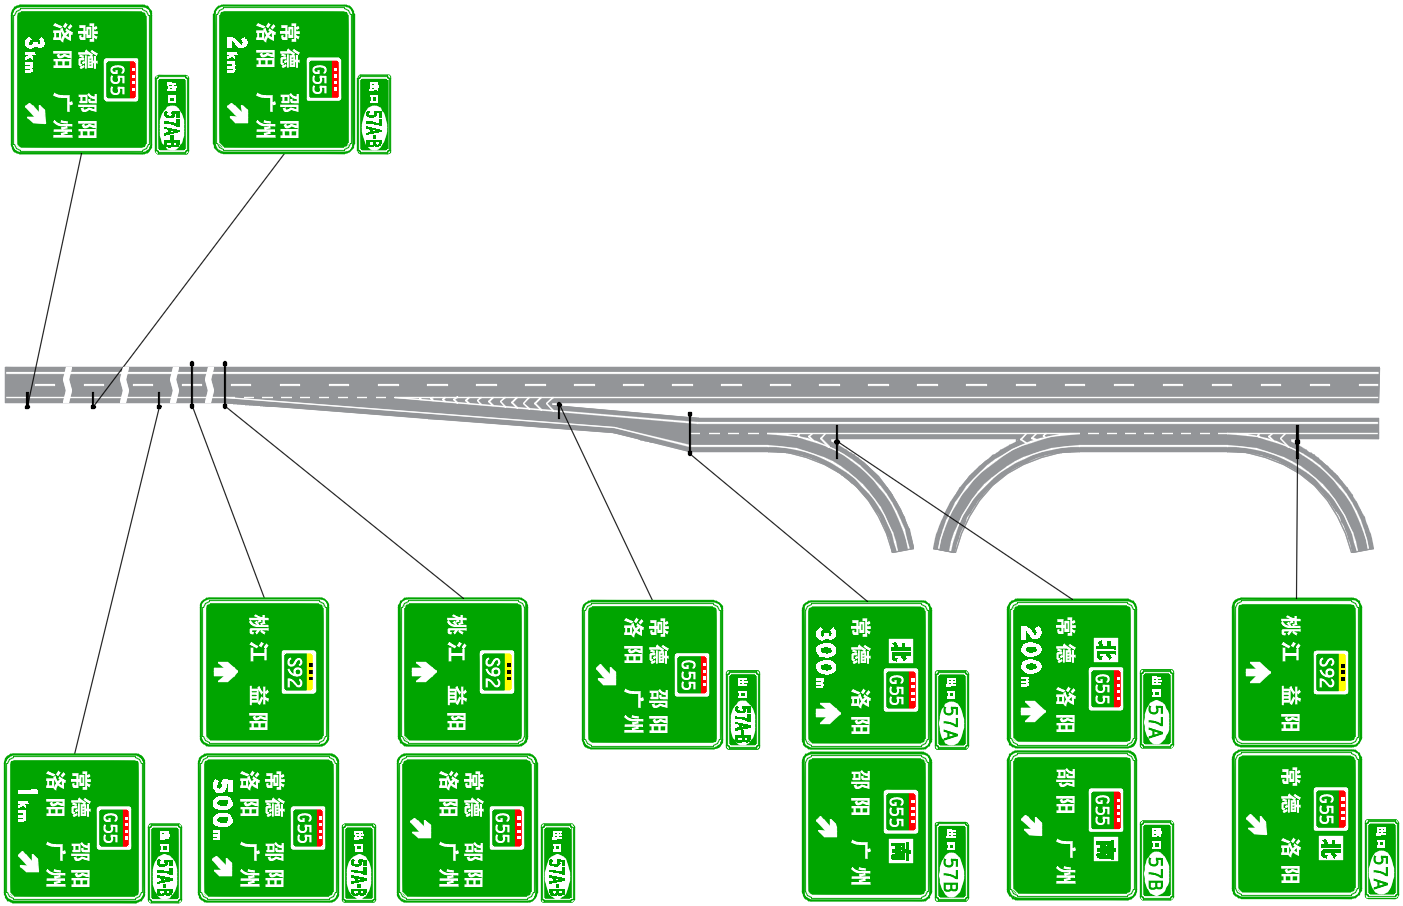 出口 57A-B
G55
常德 邵阳
洛阳 广州
3km
出口 57A-B
G55
常德 邵阳
洛阳 广州
2km
S92
桃江 益阳
S92
桃江 益阳
出口 57A-B
G55
常德 邵阳
洛阳 广州
出口 57A
北 G55
常德 洛阳
300m
出口 57A
北 G55
常德 洛阳
200m
S92
桃江 益阳
出口 57A-B
G55
常德 邵阳
洛阳 广州
1km
出口 57A-B
G55
常德 邵阳
洛阳 广州
500m
出口 57A-B
G55
常德 邵阳
洛阳 广州
出口 57B
G55 南
邵阳 广州
出口 57B
G55 南
邵阳 广州
出口 57A
G55 北
常德 洛阳